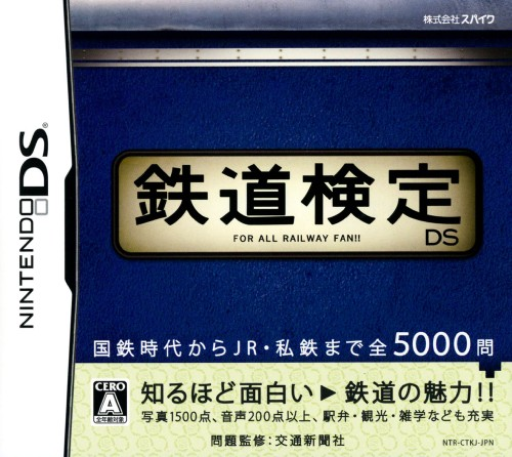 株式会社 スパイク
NINTENDO DS
鉄道検定
DS
FOR ALL RAILWAY FAN!!
国鉄時代からJR・私鉄まで全5000問
CERO
A
全年齢対象
知るほど面白い▶鉄道の魅力!!
写真1500点、音声200点以上、駅弁・観光・雑学なども充実
問題監修：交通新聞社
NTR-CTKJ-JPN